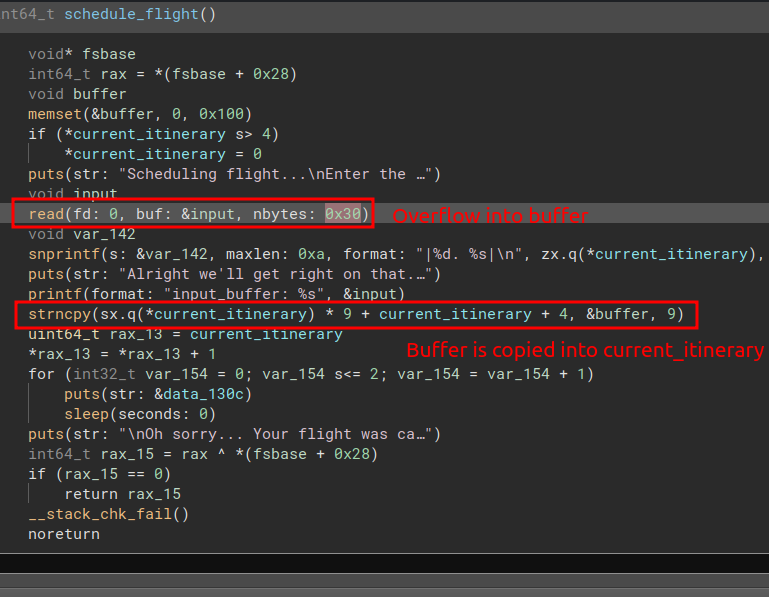 int64_t schedule_flight()
void* fsbase
int64_t rax = *(fsbase + 0x28)
void buffer
memset(&buffer, 0, 0x100)
if (*current_itinerary s> 4)
*current_itinerary = 0
puts(str: "Scheduling flight...\nEnter the …")
void input
read(fd: 0, buf: &input, nbytes: 0x30) Overflow into buffer
void var_142
snprintf(s: &var_142, maxlen: 0xa, format: "|%d. %s|\n", zx.q(*current_itinerary),
puts(str: "Alright we'll get right on that.…")
printf(format: "input_buffer: %s", &input)
strncpy(sx.q(*current_itinerary) * 9 + current_itinerary + 4, &buffer, 9)
uint64_t rax_13 = current_itinerary
Buffer is copied into current_itinerary
*rax_13 = *rax_13 + 1
for (int32_t var_154 = 0; var_154 s<= 2; var_154 = var_154 + 1)
puts(str: &data_130c)
sleep(seconds: 0)
puts(str: "\nOh sorry... Your flight was ca…")
int64_t rax_15 = rax ^ *(fsbase + 0x28)
if (rax_15 == 0)
return rax_15
__stack_chk_fail()
noreturn